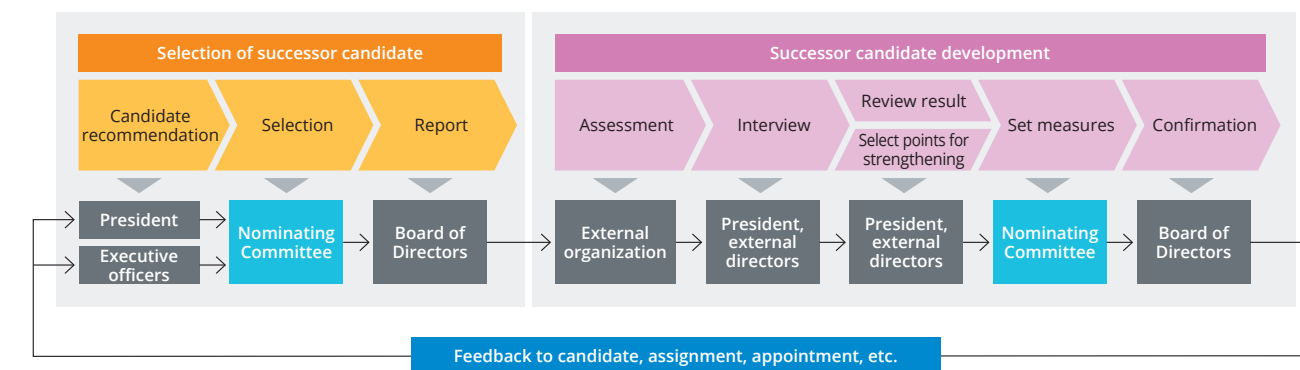 Selection of successor candidate
Successor candidate development
Candidate
recommendation
Selection
Report
Assessment
Interview
Review result
Select points for
strengthening
Set measures
Confirmation
President
Executive
officers
Nominating
Committee
Board of
Directors
External
organization
President,
external
directors
President,
external
directors
Nominating
Committee
Board of
Directors
Feedback to candidate, assignment, appointment, etc.